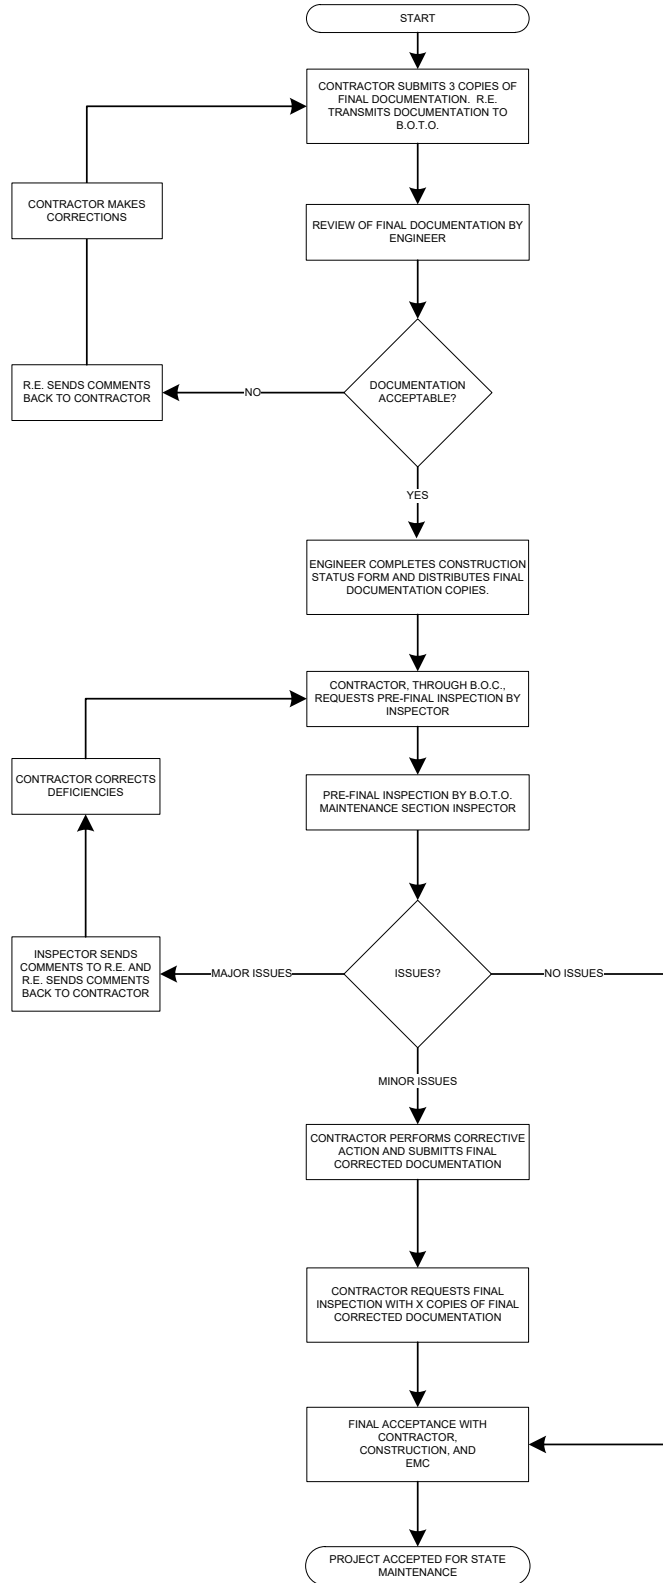 START
CONTRACTOR SUBMITS 3 COPIES OF
FINAL DOCUMENTATION.  R.E.
TRANSMITS DOCUMENTATION TO
B.O.T.O.
CONTRACTOR MAKES
CORRECTIONS
REVIEW OF FINAL DOCUMENTATION BY
ENGINEER
R.E. SENDS COMMENTS
BACK TO CONTRACTOR
NO
DOCUMENTATION
ACCEPTABLE?
YES
ENGINEER COMPLETES CONSTRUCTION
STATUS FORM AND DISTRIBUTES FINAL
DOCUMENTATION COPIES.
CONTRACTOR, THROUGH B.O.C.,
REQUESTS PRE-FINAL INSPECTION BY
INSPECTOR
CONTRACTOR CORRECTS
DEFICIENCIES
PRE-FINAL INSPECTION BY B.O.T.O.
MAINTENANCE SECTION INSPECTOR
INSPECTOR SENDS
COMMENTS TO R.E. AND
R.E. SENDS COMMENTS
BACK TO CONTRACTOR
MAJOR ISSUES
ISSUES?
NO ISSUES
MINOR ISSUES
CONTRACTOR PERFORMS CORRECTIVE
ACTION AND SUBMITTS FINAL
CORRECTED DOCUMENTATION
CONTRACTOR REQUESTS FINAL
INSPECTION WITH X COPIES OF FINAL
CORRECTED DOCUMENTATION
FINAL ACCEPTANCE WITH
CONTRACTOR,
CONSTRUCTION, AND
EMC
PROJECT ACCEPTED FOR STATE
MAINTENANCE